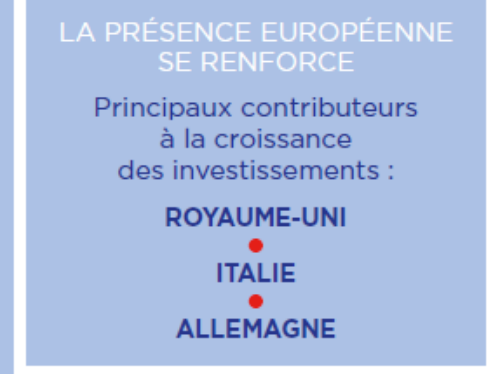 LA PRÉSENCE EUROPÉENNE
SE RENFORCE
Principaux contributeurs
à la croissance
des investissements :
ROYAUME-UNI
ITALIE
ALLEMAGNE